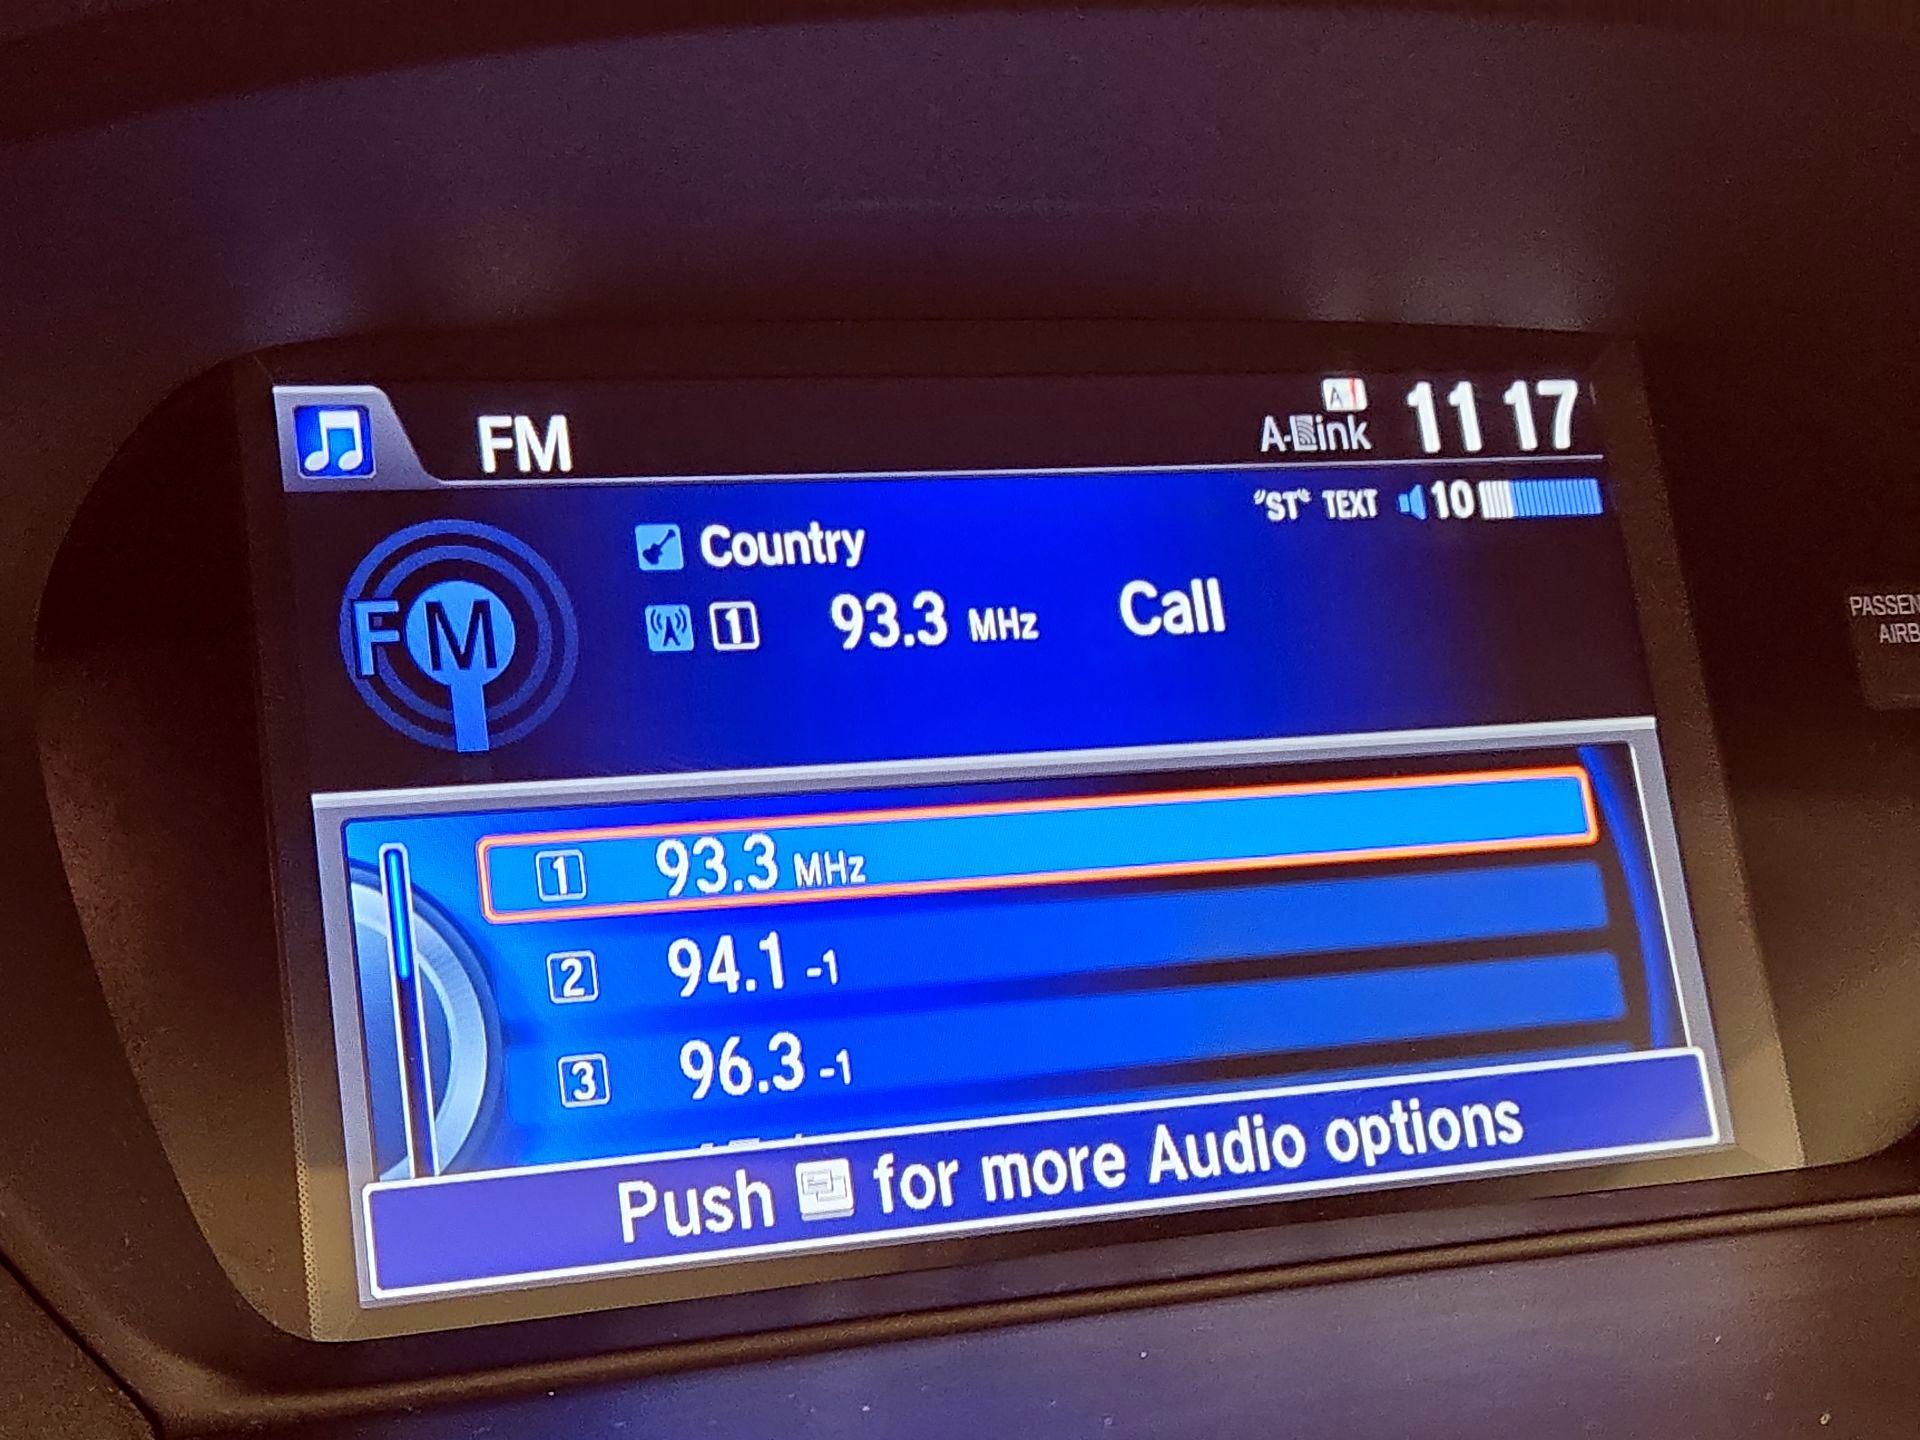 FM
A-Link
11 17
"ST" TEXT 10
Country
FM
1 93.3 MHz Call
1 93.3 MHz
2 94.1 -1
3 96.3 -1
Push for more Audio options
PASSEN
AIRB